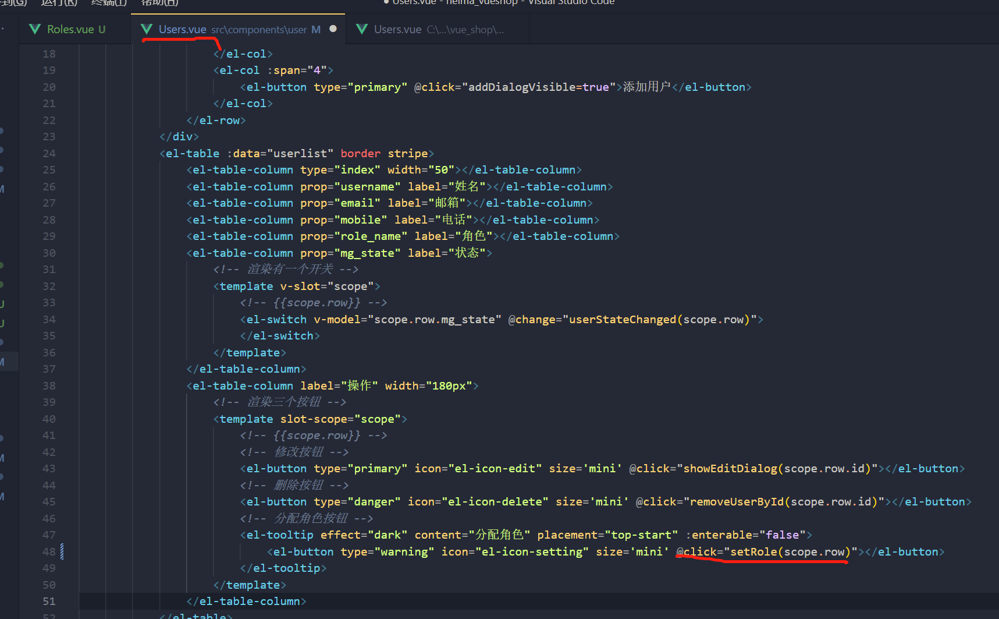 到(G) 运行(R) 终端(T) 帮助(H) ● Users.vue - heima_vueshop - Visual Studio Code
Roles.vue U Users.vue src\components\user M ● Users.vue C:\...\vue_shop\...
18 </el-col>
19 <el-col :span="4">
20 <el-button type="primary" @click="addDialogVisible=true">添加用户</el-button>
21 </el-col>
22 </el-row>
23 </div>
24 <el-table :data="userlist" border stripe>
25 <el-table-column type="index" width="50"></el-table-column>
26 <el-table-column prop="username" label="姓名"></el-table-column>
27 <el-table-column prop="email" label="邮箱"></el-table-column>
28 <el-table-column prop="mobile" label="电话"></el-table-column>
29 <el-table-column prop="role_name" label="角色"></el-table-column>
30 <el-table-column prop="mg_state" label="状态">
31 <!-- 渲染有一个开关 -->
32 <template v-slot="scope">
33 <!-- {{scope.row}} -->
34 <el-switch v-model="scope.row.mg_state" @change="userStateChanged(scope.row)">
35 </el-switch>
36 </template>
37 </el-table-column>
38 <el-table-column label="操作" width="180px">
39 <!-- 渲染三个按钮 -->
40 <template slot-scope="scope">
41 <!-- {{scope.row}} -->
42 <!-- 修改按钮 -->
43 <el-button type="primary" icon="el-icon-edit" size='mini' @click="showEditDialog(scope.row.id)"></el-button>
44 <!-- 删除按钮 -->
45 <el-button type="danger" icon="el-icon-delete" size='mini' @click="removeUserById(scope.row.id)"></el-button>
46 <!-- 分配角色按钮 -->
47 <el-tooltip effect="dark" content="分配角色" placement="top-start" :enterable="false">
48 <el-button type="warning" icon="el-icon-setting" size='mini' @click="setRole(scope.row)"></el-button>
49 </el-tooltip>
50 </template>
51 </el-table-column>
52 </el-table>